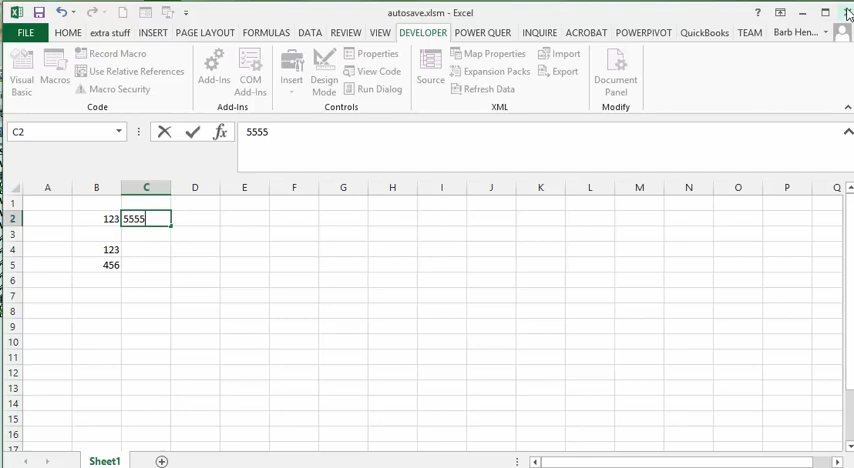 autosave.xlsm - Excel
FILE HOME extra stuff INSERT PAGE LAYOUT FORMULAS DATA REVIEW VIEW DEVELOPER POWER QUER INQUIRE ACROBAT POWERPIVOT QuickBooks TEAM Barb Hen...
Visual Basic
Macros
Record Macro
Use Relative References
Macro Security
Code
Add-Ins
COM Add-Ins
Add-Ins
Insert
Design Mode
Properties
View Code
Run Dialog
Controls
Source
Map Properties
Expansion Packs
Refresh Data
Import
Export
XML
Document Panel
Modify
C2 fx 5555
A B C D E F G H I J K L M N O P Q
1
2 123 5555
3
4 123
5 456
6
7
8
9
10
11
12
13
14
15
16
17
Sheet1